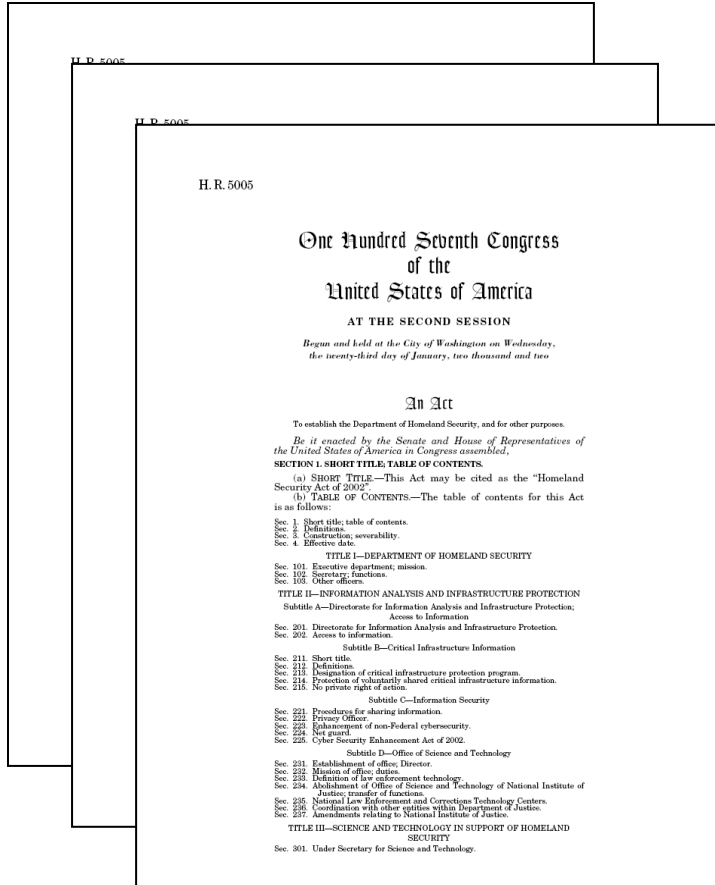 H. R. 5005
H. R. 5005
H. R. 5005
One Hundred Seventh Congress
of the
United States of America
AT THE SECOND SESSION
Begun and held at the City of Washington on Wednesday,
the twenty-third day of January, two thousand and two
An Act
To establish the Department of Homeland Security, and for other purposes.
Be it enacted by the Senate and House of Representatives of
the United States of America in Congress assembled,
SECTION 1. SHORT TITLE; TABLE OF CONTENTS.
(a) SHORT TITLE.—This Act may be cited as the “Homeland
Security Act of 2002”.
(b) TABLE OF CONTENTS.—The table of contents for this Act
is as follows:
Sec. 1. Short title; table of contents.
Sec. 2. Definitions.
Sec. 3. Construction; severability.
Sec. 4. Effective date.
TITLE I—DEPARTMENT OF HOMELAND SECURITY
Sec. 101. Executive department; mission.
Sec. 102. Secretary; functions.
Sec. 103. Other officers.
TITLE II—INFORMATION ANALYSIS AND INFRASTRUCTURE PROTECTION
Subtitle A—Directorate for Information Analysis and Infrastructure Protection;
Access to Information
Sec. 201. Directorate for Information Analysis and Infrastructure Protection.
Sec. 202. Access to information.
Subtitle B—Critical Infrastructure Information
Sec. 211. Short title.
Sec. 212. Definitions.
Sec. 213. Designation of critical infrastructure protection program.
Sec. 214. Protection of voluntarily shared critical infrastructure information.
Sec. 215. No private right of action.
Subtitle C—Information Security
Sec. 221. Procedures for sharing information.
Sec. 222. Privacy Officer.
Sec. 223. Enhancement of non-Federal cybersecurity.
Sec. 224. Net guard.
Sec. 225. Cyber Security Enhancement Act of 2002.
Subtitle D—Office of Science and Technology
Sec. 231. Establishment of office; Director.
Sec. 232. Mission of office; duties.
Sec. 233. Definition of law enforcement technology.
Sec. 234. Abolishment of Office of Science and Technology of National Institute of
Justice; transfer of functions.
Sec. 235. National Law Enforcement and Corrections Technology Centers.
Sec. 236. Coordination with other entities within Department of Justice.
Sec. 237. Amendments relating to National Institute of Justice.
TITLE III—SCIENCE AND TECHNOLOGY IN SUPPORT OF HOMELAND
SECURITY
Sec. 301. Under Secretary for Science and Technology.